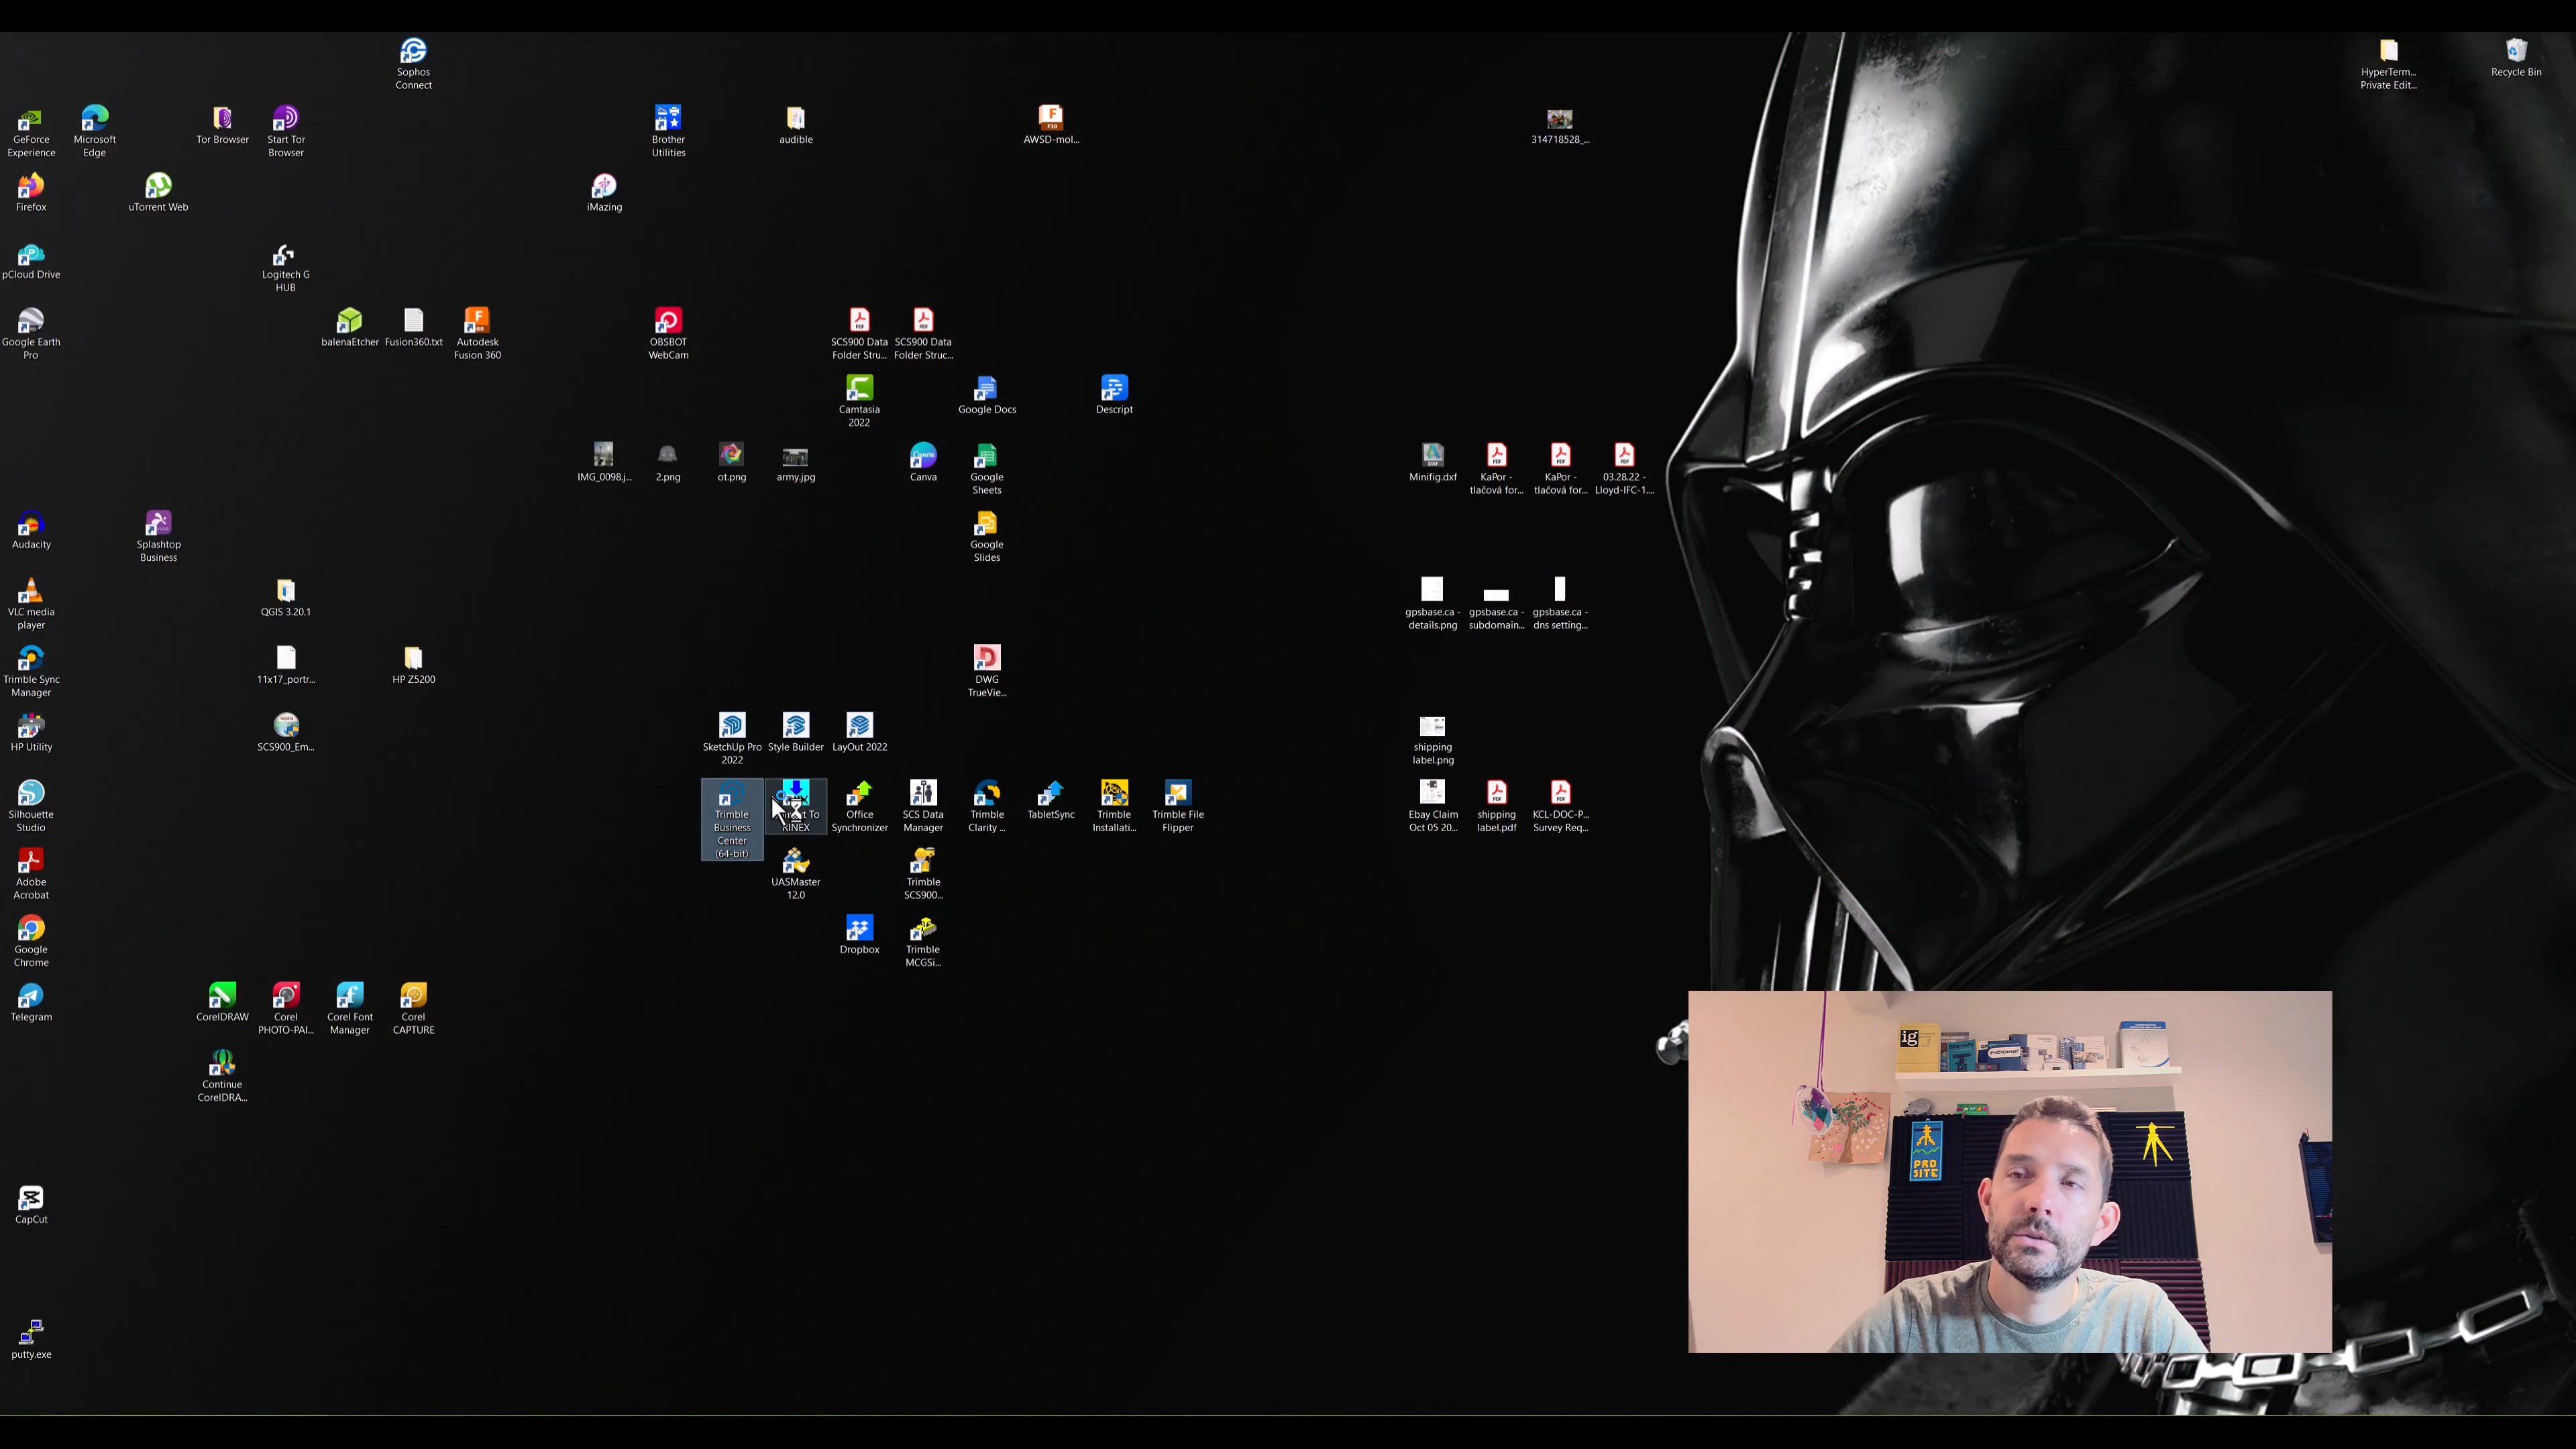 Sophos
Connect
HyperTerm...
Private Edit...
Recycle Bin
GeForce
Experience
Microsoft
Edge
Tor Browser
Start Tor
Browser
Brother
Utilities
audible
AWSD-mol...
314718528_...
Firefox
uTorrent Web
iMazing
pCloud Drive
Logitech G
HUB
Google Earth
Pro
balenaEtcher
Fusion360.txt
Autodesk
Fusion 360
OBSBOT
WebCam
SCS900 Data
Folder Stru...
SCS900 Data
Folder Struc...
Camtasia
2022
Google Docs
Descript
IMG_0098.j...
2.png
ot.png
army.jpg
Canva
Google
Sheets
Minifig.dxf
KaPor -
tlačová for...
KaPor -
tlačová for...
03.28.22 -
Lloyd-IFC-1....
Audacity
Splashtop
Business
Google
Slides
VLC media
player
QGIS 3.20.1
gpsbase.ca -
details.png
gpsbase.ca -
subdomain...
gpsbase.ca -
dns setting...
Trimble Sync
Manager
11x17_portr...
HP Z5200
DWG
TrueVie...
HP Utility
SCS900_Em...
SketchUp Pro
2022
Style Builder
LayOut 2022
shipping
label.png
Silhouette
Studio
Trimble
Business
Center
(64-bit)
To
RINEX
Office
Synchronizer
SCS Data
Manager
Trimble
Clarity ...
TabletSync
Trimble
Installati...
Trimble File
Flipper
Ebay Claim
Oct 05 20...
shipping
label.pdf
KCL-DOC-P...
Survey Req...
Adobe
Acrobat
UASMaster
12.0
Trimble
SCS900...
Google
Chrome
Dropbox
Trimble
MCGSi...
Telegram
CorelDRAW
Corel
PHOTO-PAI...
Corel Font
Manager
Corel
CAPTURE
Continue
CorelDRA...
CapCut
putty.exe
ig
PRO
SITE